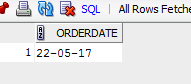 SQL | All Rows Fetche
ORDERDATE
1 22-05-17